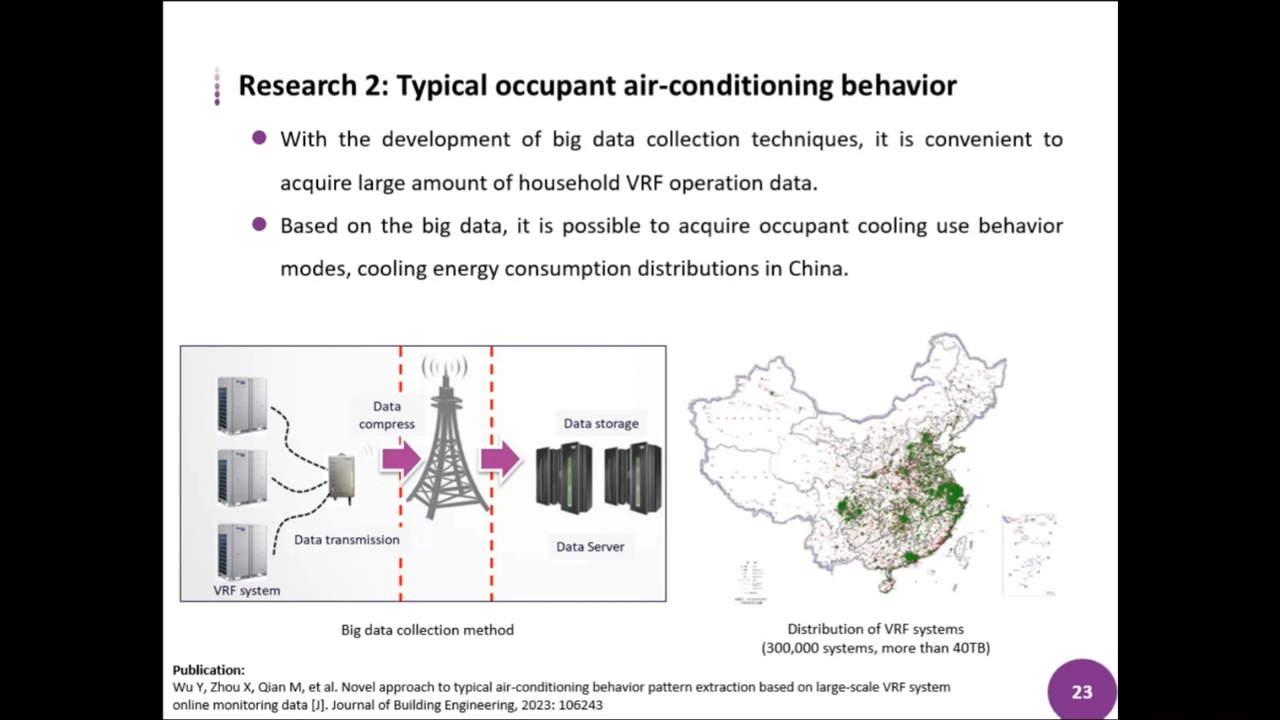 Research 2: Typical occupant air-conditioning behavior
With the development of big data collection techniques, it is convenient to
acquire large amount of household VRF operation data.
Based on the big data, it is possible to acquire occupant cooling use behavior
modes, cooling energy consumption distributions in China.
Data
compress
Data storage
Data transmission
Data Server
VRF system
Big data collection method
Distribution of VRF systems
(300,000 systems, more than 40TB)
Publication:
Wu Y, Zhou X, Qian M, et al. Novel approach to typical air-conditioning behavior pattern extraction based on large-scale VRF system
online monitoring data [J]. Journal of Building Engineering, 2023: 106243
23